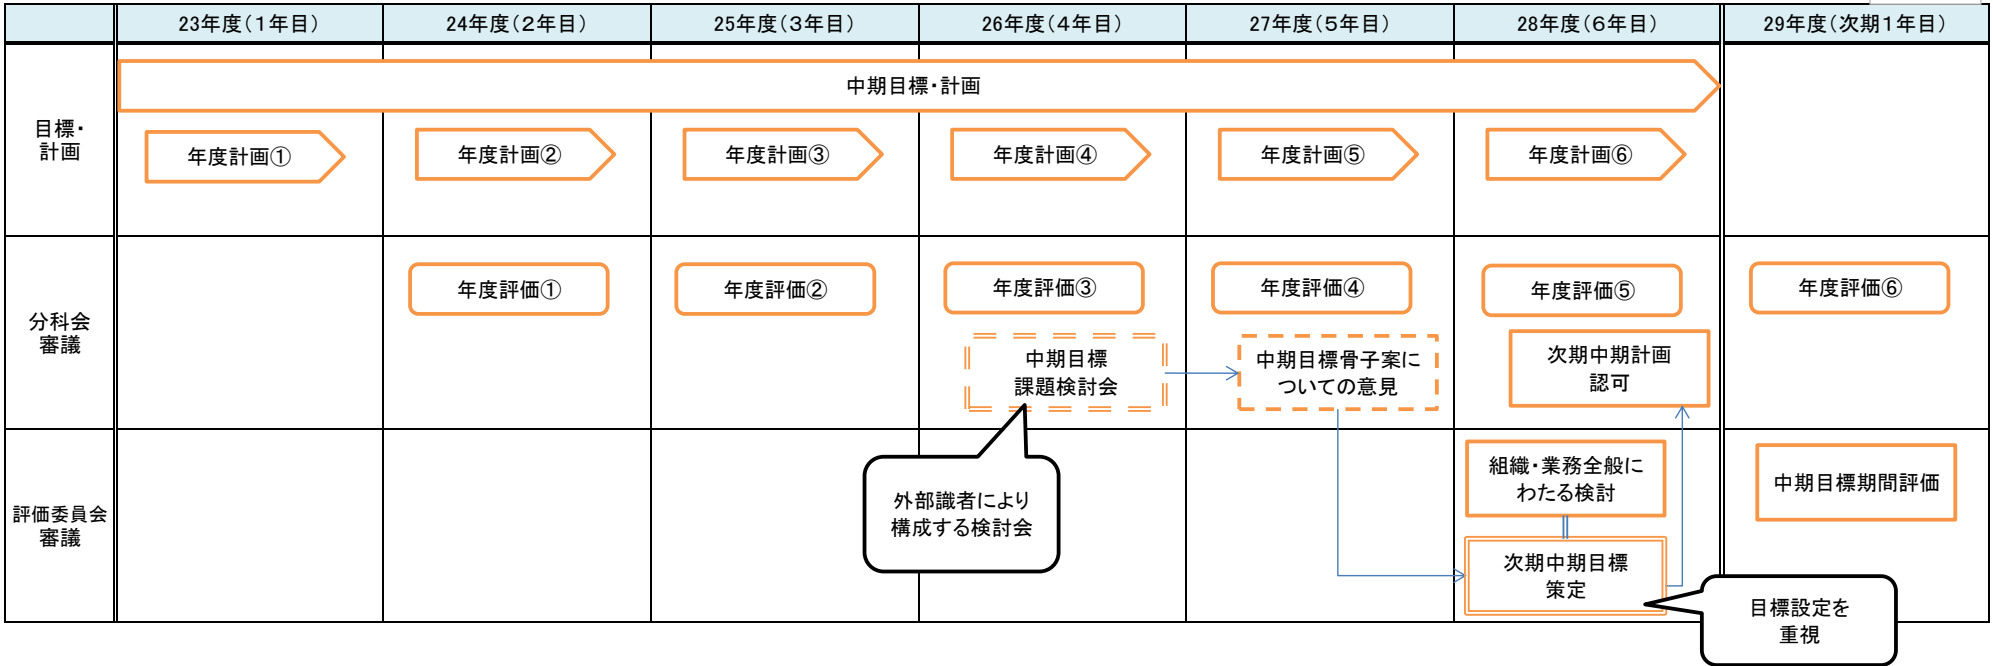 23年度(1年目)
24年度(2年目)
25年度(3年目)
26年度(4年目)
27年度(5年目)
28年度(6年目)
29年度(次期1年目)
目標・
計画
中期目標・計画
年度計画①
年度計画②
年度計画③
年度計画④
年度計画⑤
年度計画⑥
分科会
審議
年度評価①
年度評価②
年度評価③
年度評価④
年度評価⑤
年度評価⑥
中期目標
課題検討会
中期目標骨子案に
ついての意見
次期中期計画
認可
評価委員会
審議
外部識者により
構成する検討会
組織・業務全般に
わたる検討
次期中期目標
策定
中期目標期間評価
目標設定を
重視